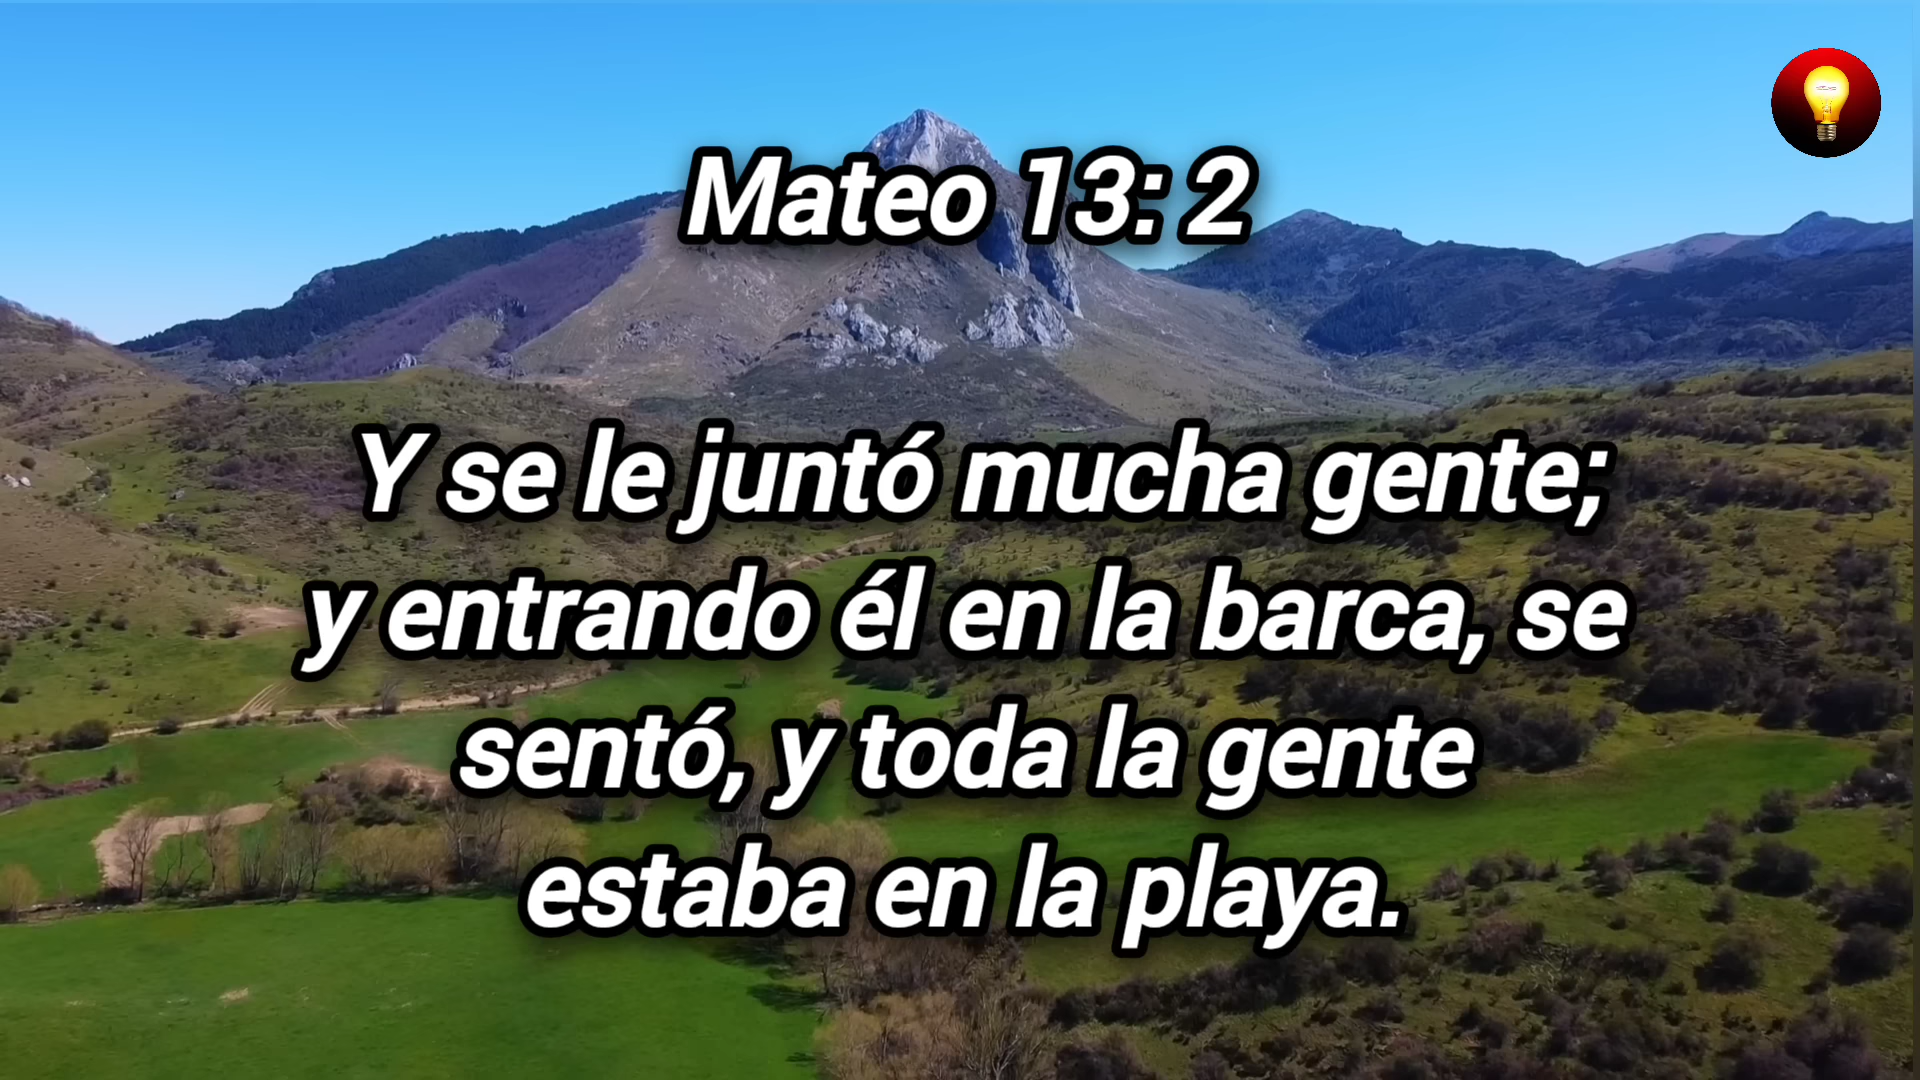 Mateo 13: 2
Y se le juntó mucha gente;
y entrando él en la barca, se
sentó, y toda la gente
estaba en la playa.